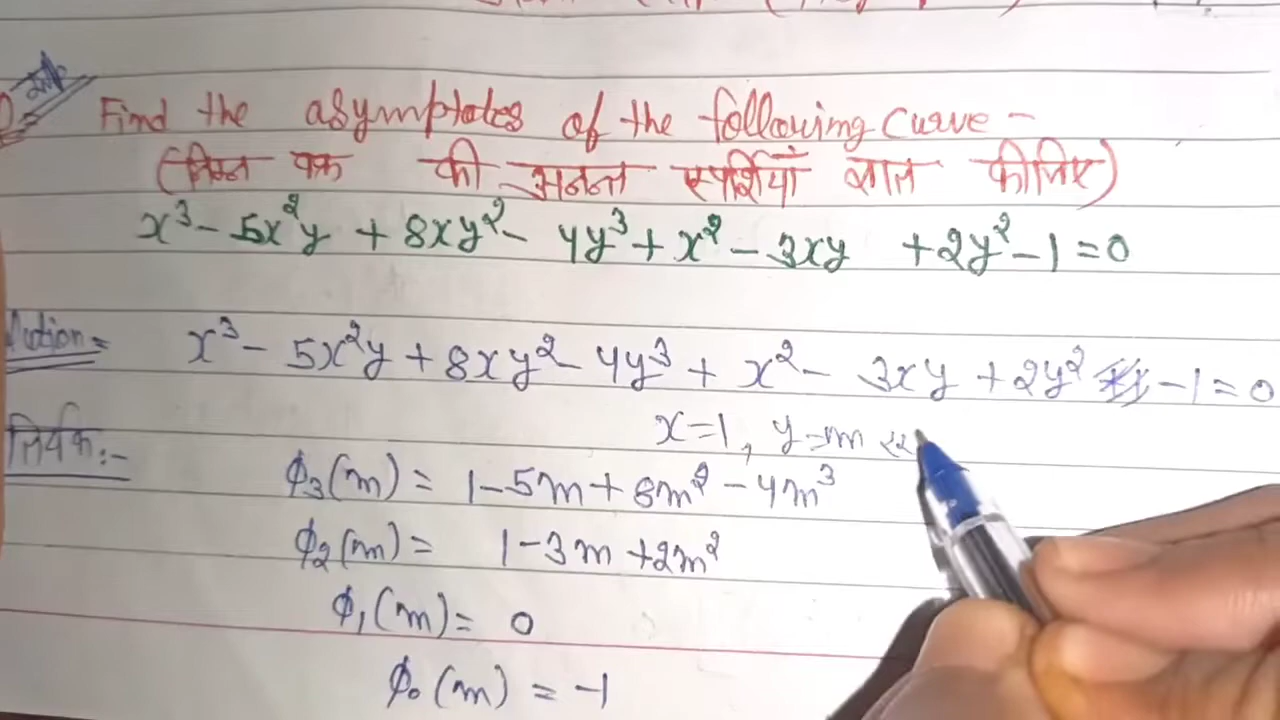 Find the asymptotes of the following curve -
(निम्न वक्र की अनन्त स्पर्शियाँ ज्ञात कीजिए)
x³ - 5x²y + 8xy² - 4y³ + x² - 3xy + 2y² - 1 = 0
x³ - 5x²y + 8xy² - 4y³ + x² - 3xy + 2y² - 1 = 0
x = 1, y = m
ϕ₃(m) = 1 - 5m + 8m² - 4m³
ϕ₂(m) = 1 - 3m + 2m²
ϕ₁(m) = 0
ϕ₀(m) = -1